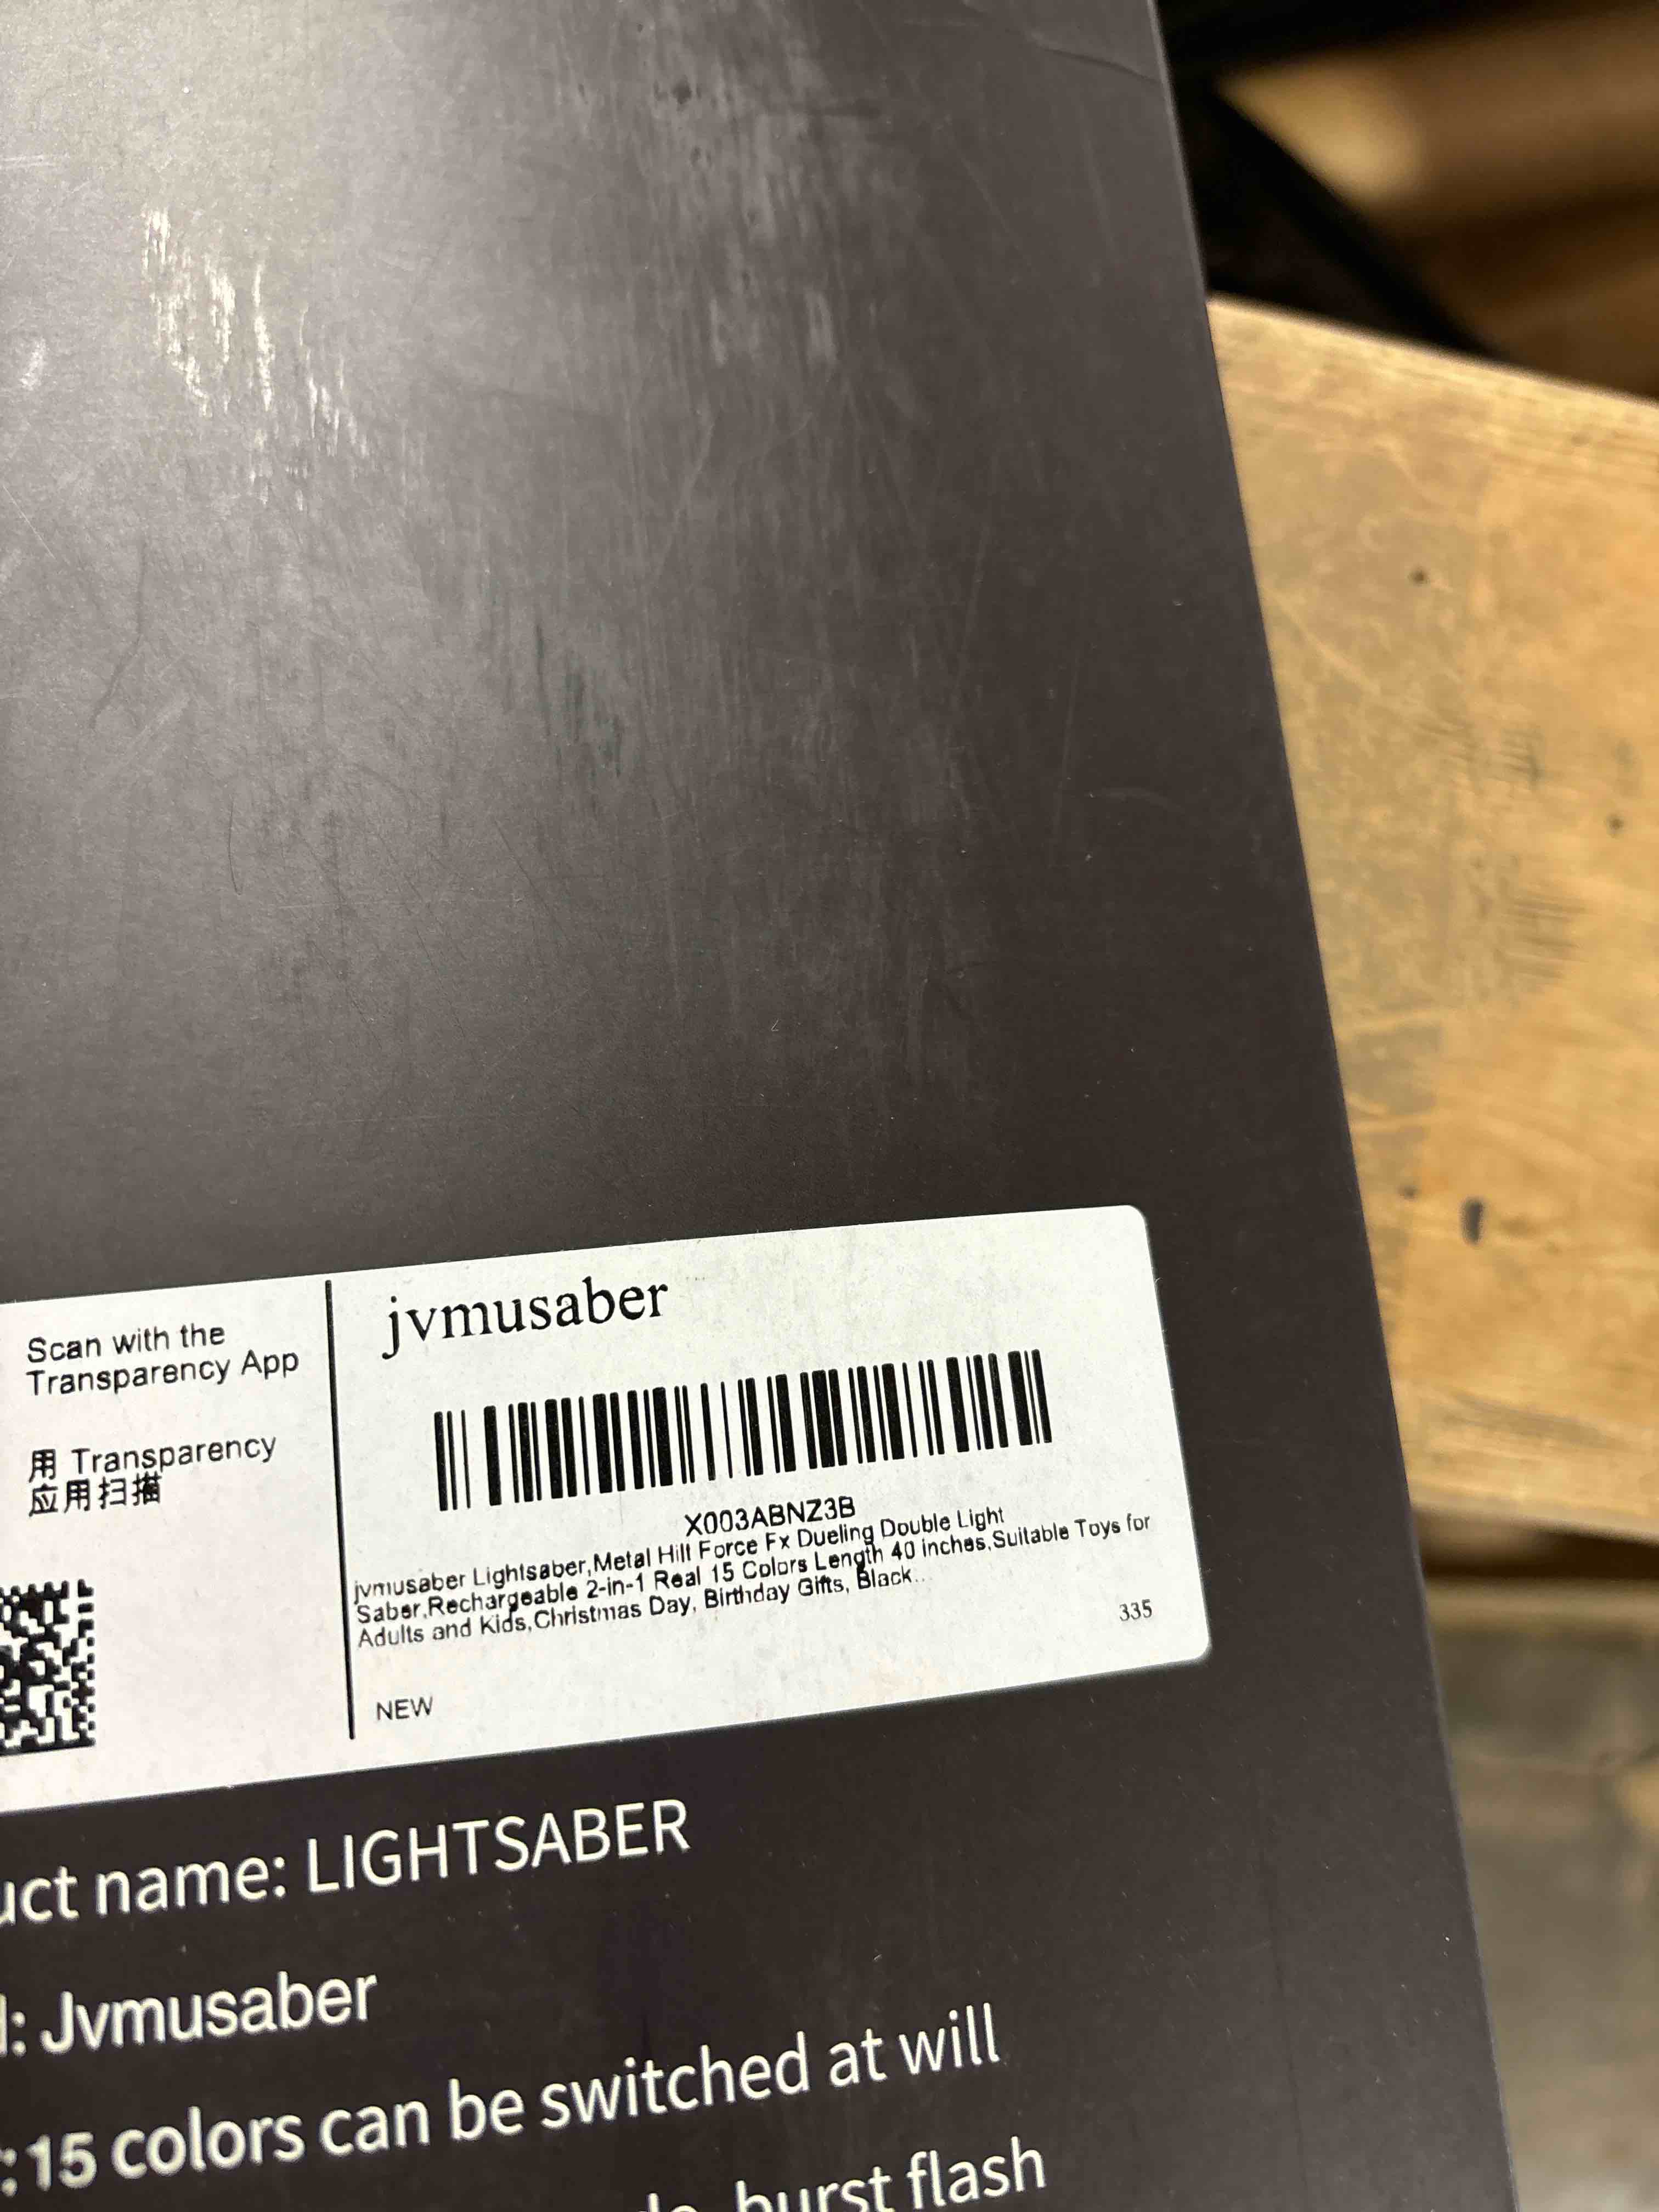 Scan with the
Transparency App
用 Transparency
应用扫描
jvmusaber
X003ABNZ3B
jvmusaber Lightsaber,Metal Hilt Force Fx Dueling Double Light
Saber,Rechargeable 2-in-1 Real 15 Colors Length 40 inches,Suitable Toys for
Adults and Kids,Christmas Day, Birthday Gifts, Black...
335
NEW
uct name: LIGHTSABER
: Jvmusaber
: 15 colors can be switched at will
burst flash